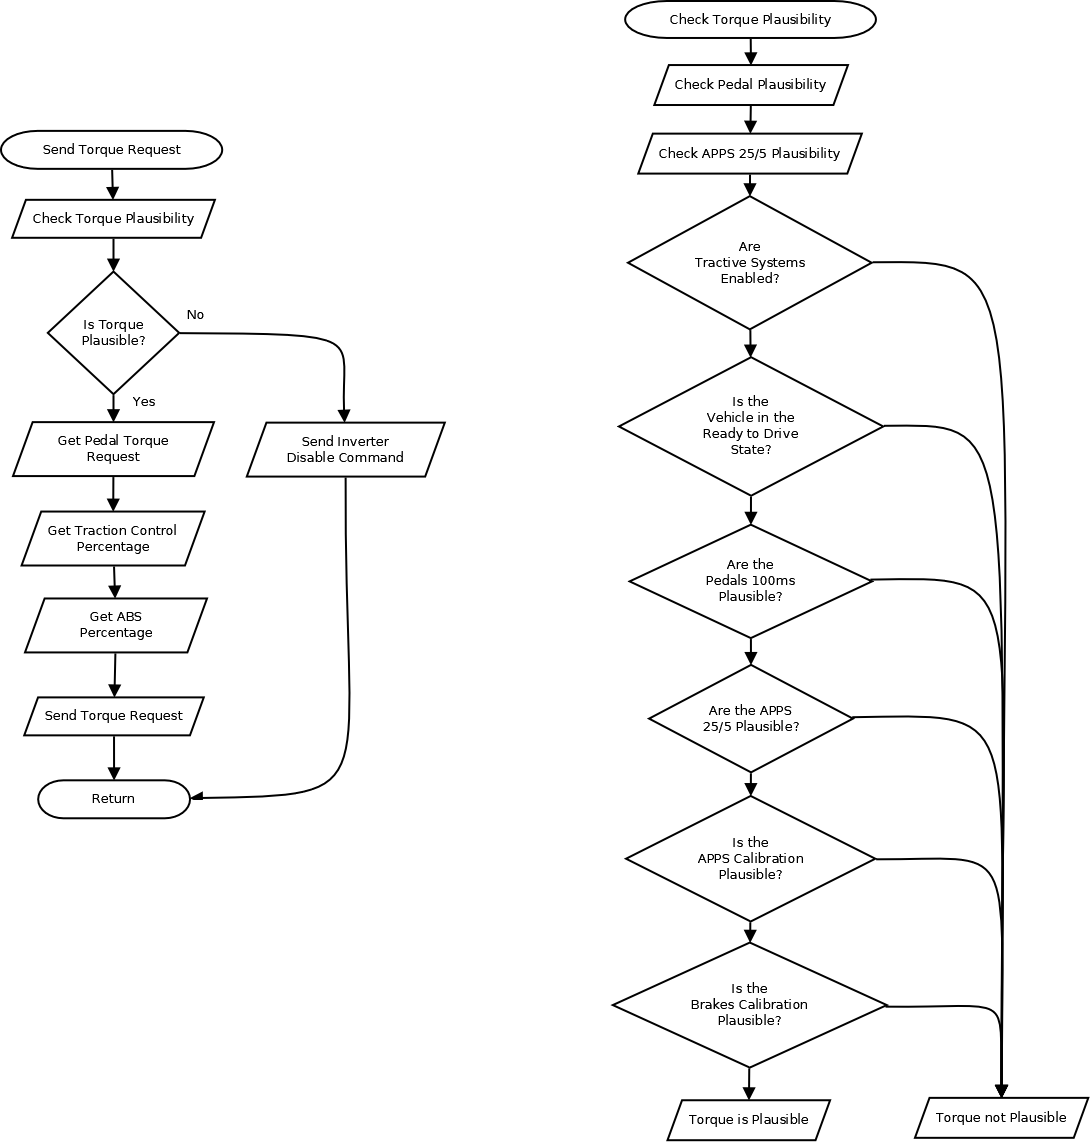 Send Torque Request
Check Torque Plausibility
Is Torque
Plausible?
No
Yes
Get Pedal Torque
Request
Send Inverter
Disable Command
Get Traction Control
Percentage
Get ABS
Percentage
Send Torque Request
Return
Check Torque Plausibility
Check Pedal Plausibility
Check APPS 25/5 Plausibility
Are
Tractive Systems
Enabled?
Is the
Vehicle in the
Ready to Drive
State?
Are the
Pedals 100ms
Plausible?
Are the APPS
25/5 Plausible?
Is the
APPS Calibration
Plausible?
Is the
Brakes Calibration
Plausible?
Torque is Plausible
Torque not Plausible